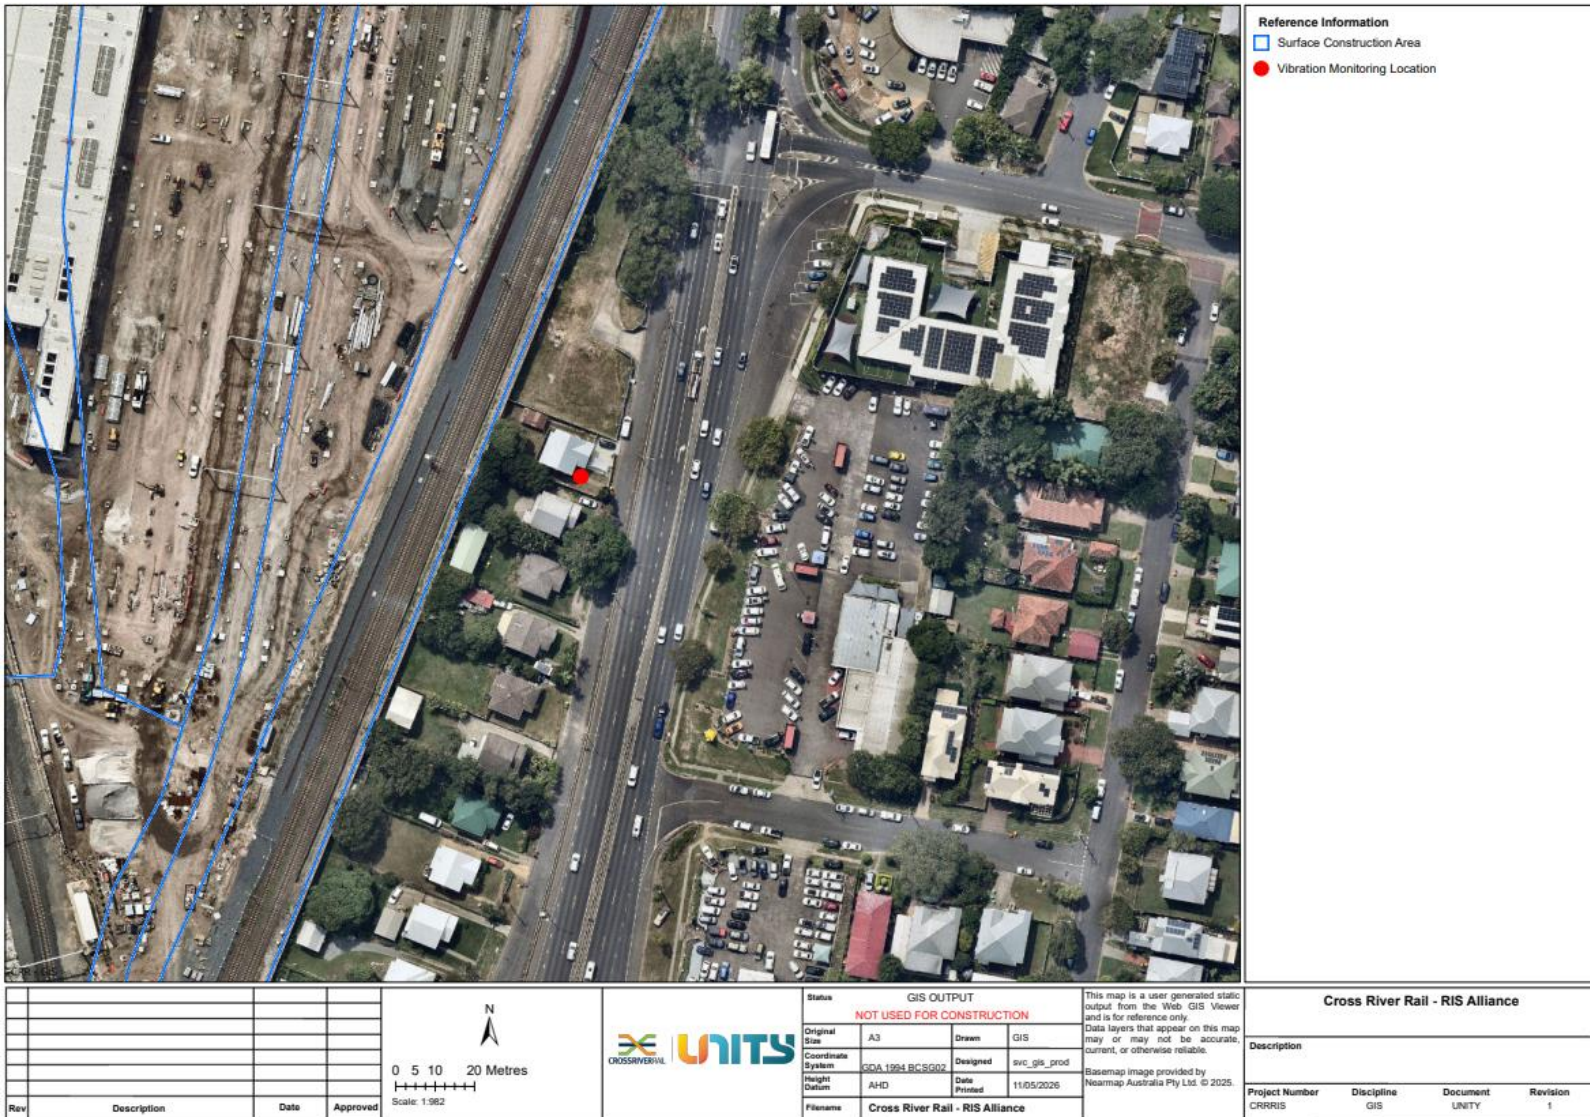 Reference Information
Surface Construction Area
Vibration Monitoring Location
N
0 5 10 20 Metres
Scale: 1:982
Rev Description Date Approved
CROSSRIVERRAIL
UNITY
Status GIS OUTPUT
NOT USED FOR CONSTRUCTION
Original Size A3 Drawn GIS
Coordinate System GDA 1994 BCSG02 Designed svc_gis_prod
Height Datum AHD Date Printed 11/05/2026
Filename Cross River Rail - RIS Alliance
This map is a user generated static
output from the Web GIS Viewer
and is for reference only.
Data layers that appear on this map
may or may not be accurate,
current, or otherwise reliable.
Basemap image provided by
Nearmap Australia Pty Ltd. © 2025.
Cross River Rail - RIS Alliance
Description
Project Number Discipline Document Revision
CRRRIS GIS UNITY 1